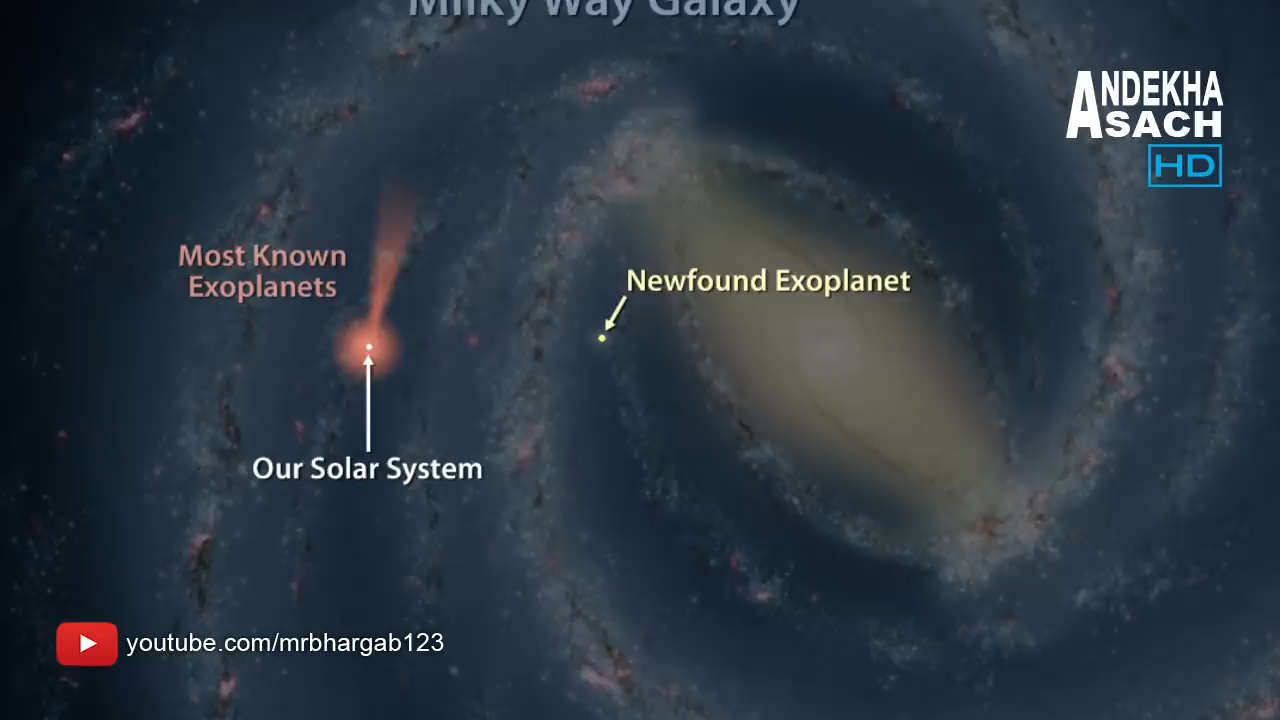 Milky Way Galaxy
ANDEKHA
ASACH
HD
Most Known
Exoplanets
Newfound Exoplanet
Our Solar System
youtube.com/mrbhargab123